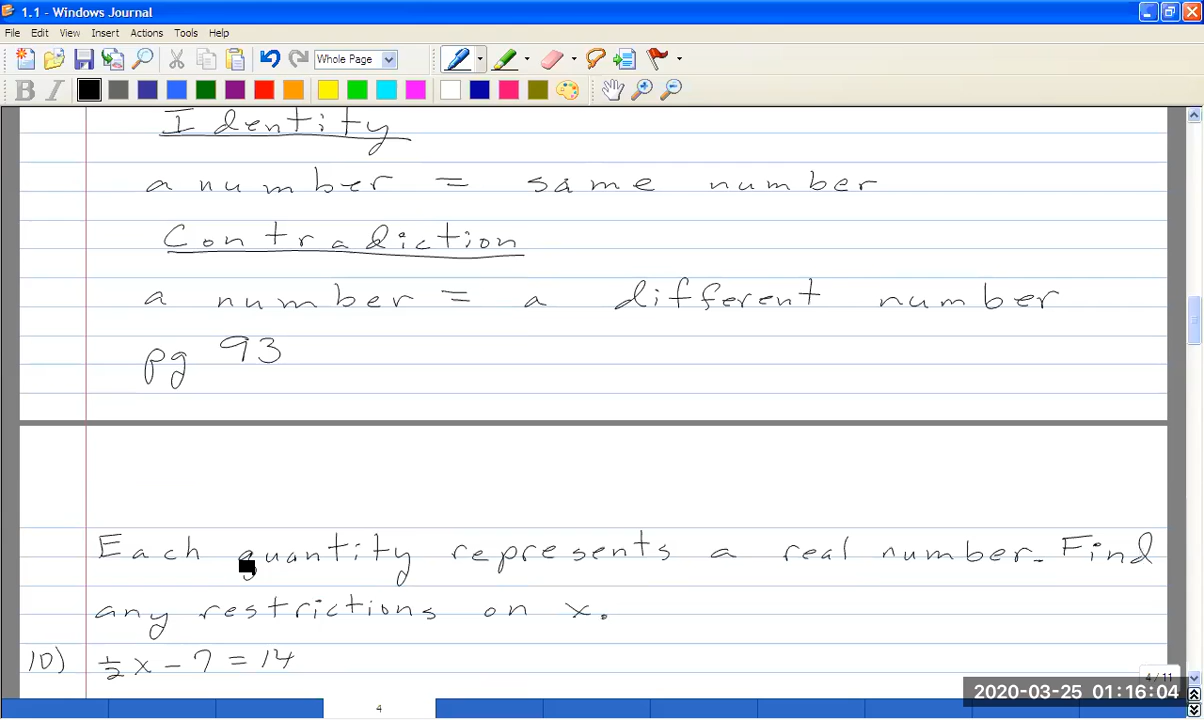 1.1 - Windows Journal
File Edit View Insert Actions Tools Help
Whole Page
B I
Identity
a number = same number
Contradiction
a number = a different number
pg 93
Each quantity represents a real number. Find
any restrictions on x.
10) 1/2 x - 7 = 14
4 / 11
2020-03-25 01:16:04
4